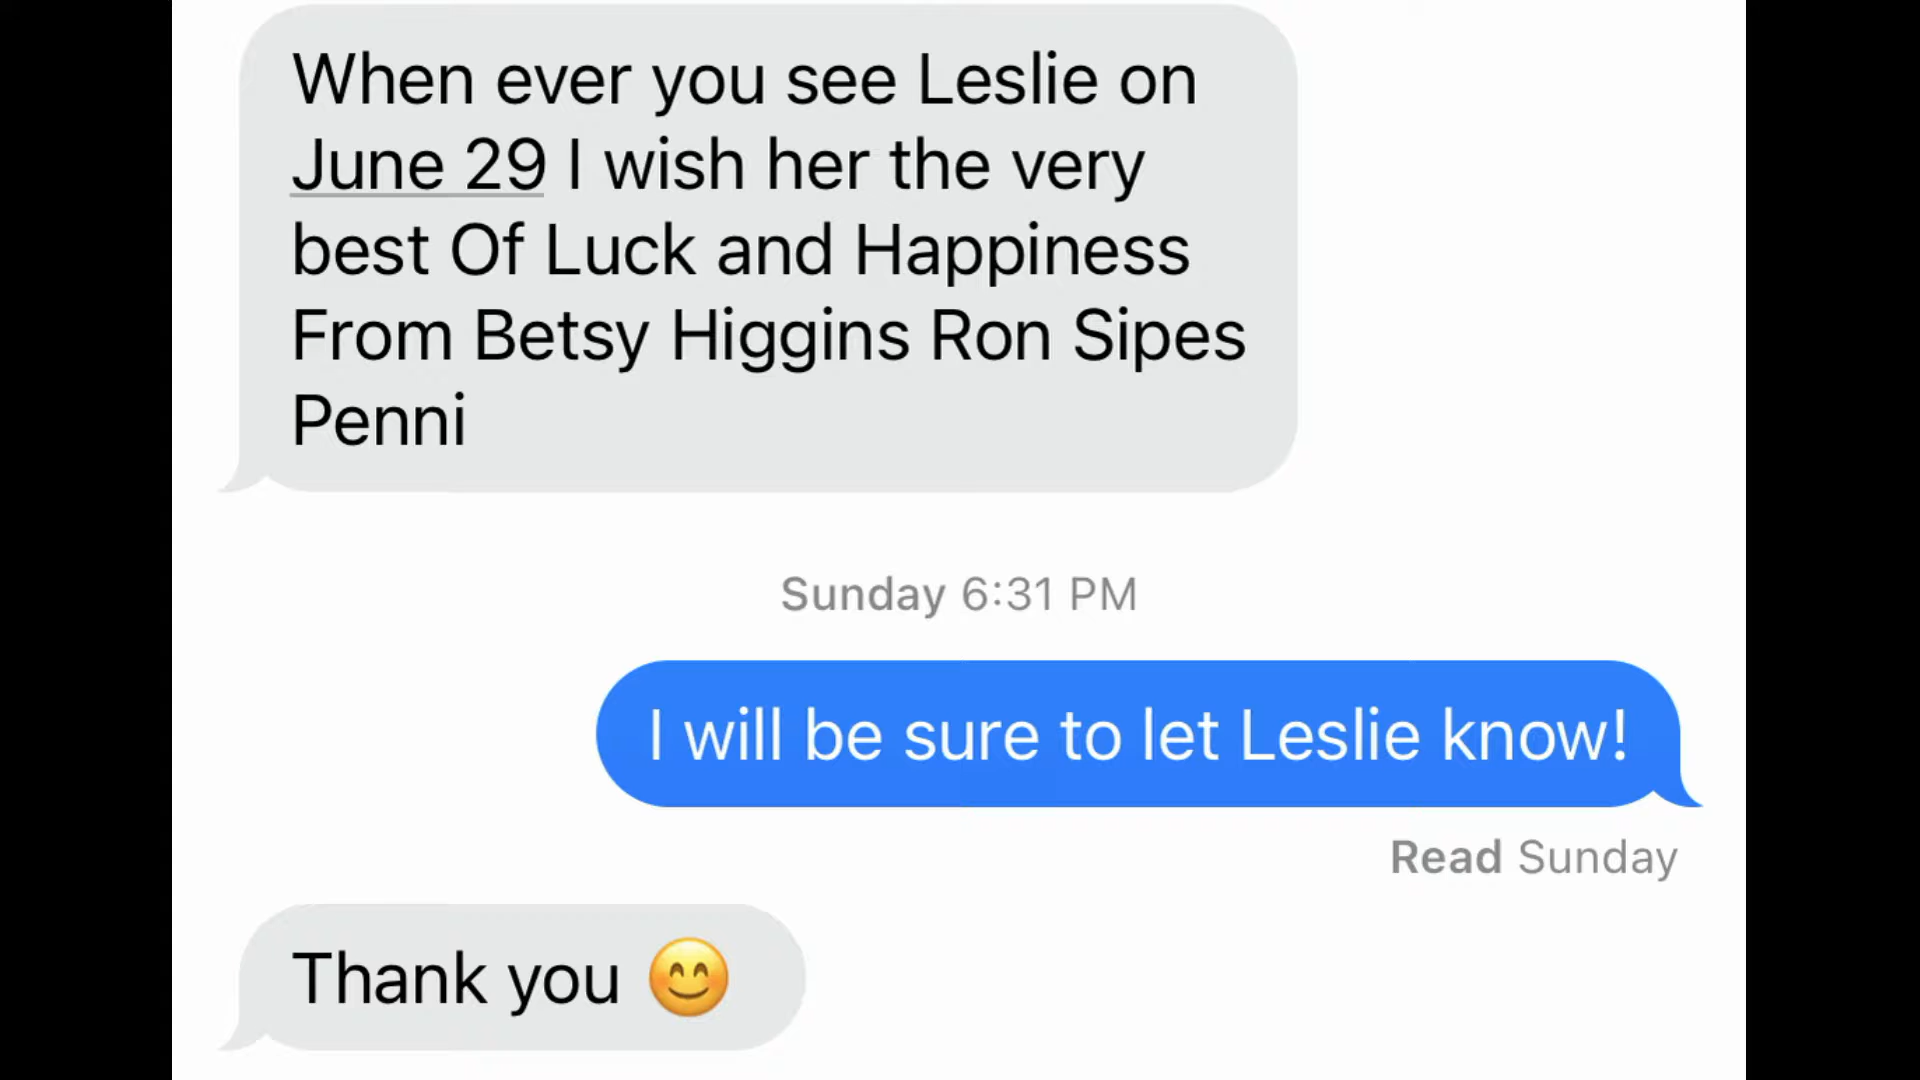 When ever you see Leslie on
June 29 I wish her the very
best Of Luck and Happiness
From Betsy Higgins Ron Sipes
Penni
Sunday 6:31 PM
I will be sure to let Leslie know!
Read Sunday
Thank you 😊